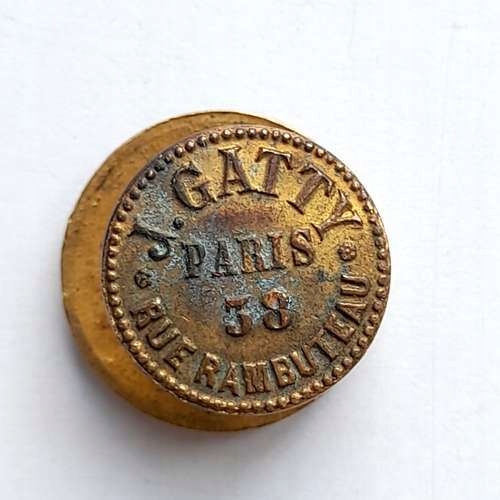 J. GATTY
PARIS
38
RUE RAMBUTEAU